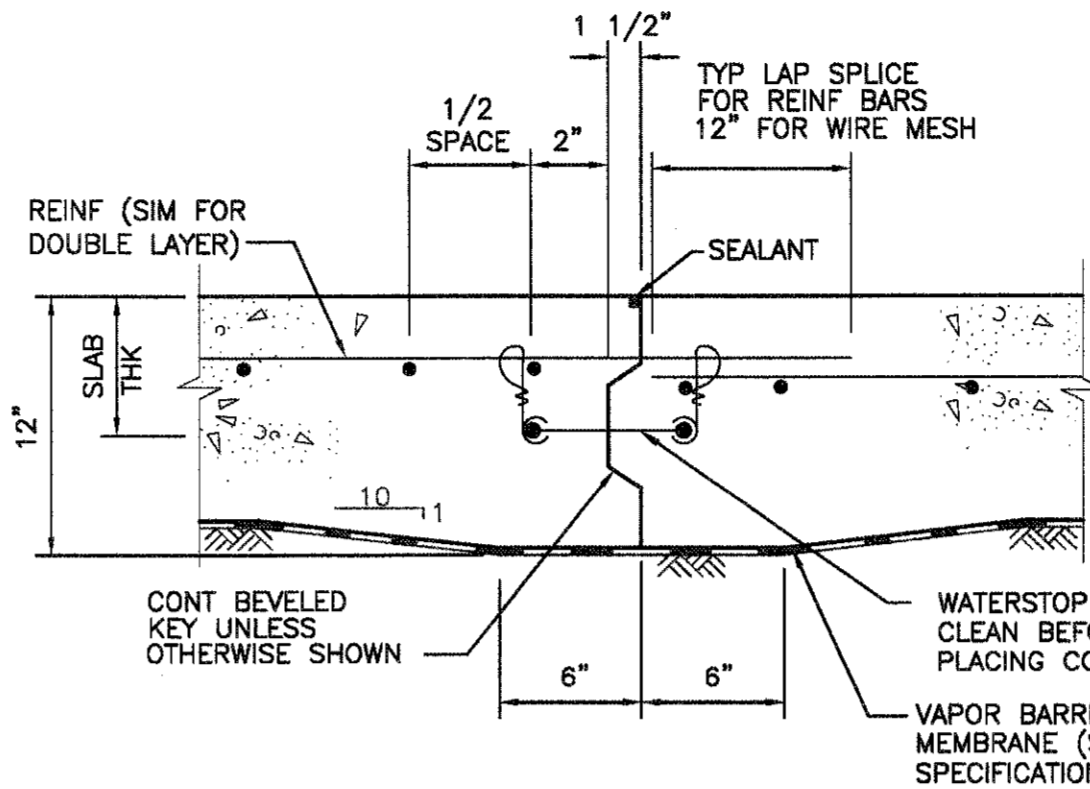 1 1/2"
TYP LAP SPLICE
FOR REINF BARS
12" FOR WIRE MESH
1/2
SPACE
2"
REINF (SIM FOR
DOUBLE LAYER)
SEALANT
SLAB
THK
12"
10
1
CONT BEVELED
KEY UNLESS
OTHERWISE SHOWN
6"
6"
WATERSTOP
CLEAN
PLACING
VAPOR
MEMBRANE